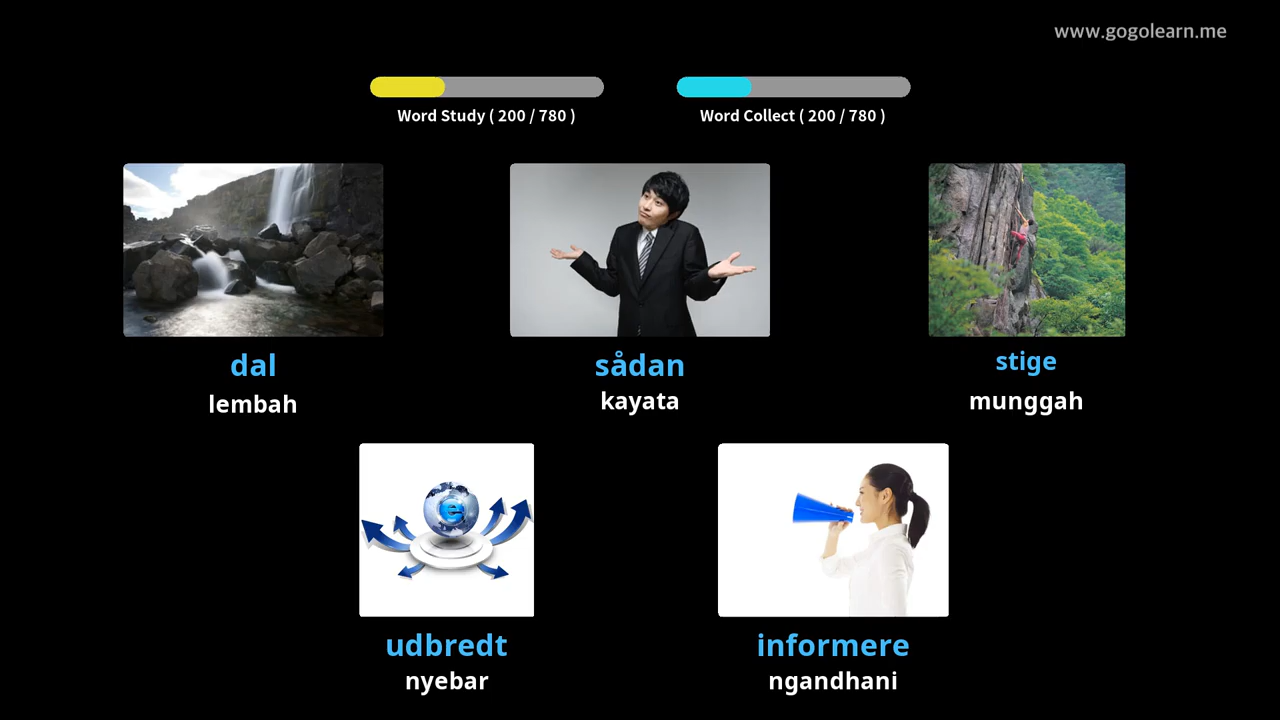 www.gogolearn.me
Word Study ( 200 / 780 )
Word Collect ( 200 / 780 )
dal
lembah
sådan
kayata
stige
munggah
e
udbredt
nyebar
informere
ngandhani